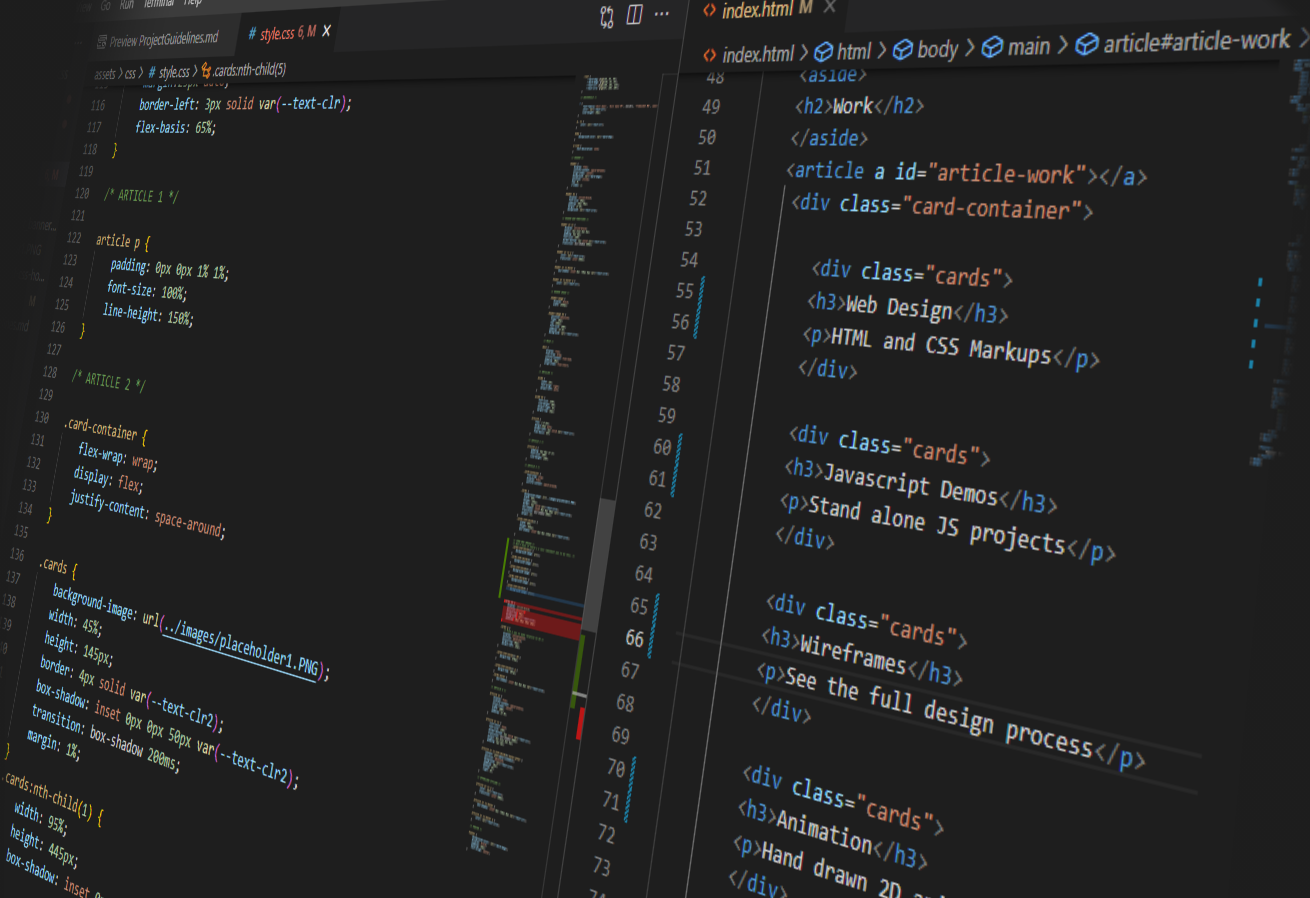 Go Run Terminal Help
Preview ProjectGuidelines.md
# style.css 6, M
assets > css > # style.css > .cards:nth-child(5)
116 border-left: 3px solid var(--text-clr);
117 flex-basis: 65%;
118 }
119
120 /* ARTICLE 1 */
121
122 article p {
123 padding: 0px 0px 1% 1%;
124 font-size: 100%;
125 line-height: 150%;
126 }
127
128 /* ARTICLE 2 */
129
130 .card-container {
131 flex-wrap: wrap;
132 display: flex;
133 justify-content: space-around;
134 }
135
136 .cards {
137 background-image: url(../images/placeholder1.PNG);
width: 45%;
height: 145px;
border: 4px solid var(--text-clr2);
box-shadow: inset 0px 0px 50px var(--text-clr2);
transition: box-shadow 200ms;
margin: 1%;
}
.cards:nth-child(1) {
width: 95%;
height: 445px;
box-shadow: inset
index.html M
index.html > html > body > main > article#article-work
48 <aside>
49 <h2>Work</h2>
50 </aside>
51 <article a id="article-work"></a>
52 <div class="card-container">
53
54 <div class="cards">
55 <h3>Web Design</h3>
56 <p>HTML and CSS Markups</p>
57 </div>
58
59 <div class="cards">
60 <h3>Javascript Demos</h3>
61 <p>Stand alone JS projects</p>
62 </div>
63
64 <div class="cards">
65 <h3>Wireframes</h3>
66 <p>See the full design process</p>
67 </div>
68
69 <div class="cards">
70 <h3>Animation</h3>
71 <p>Hand drawn 2D
72 </div>
73